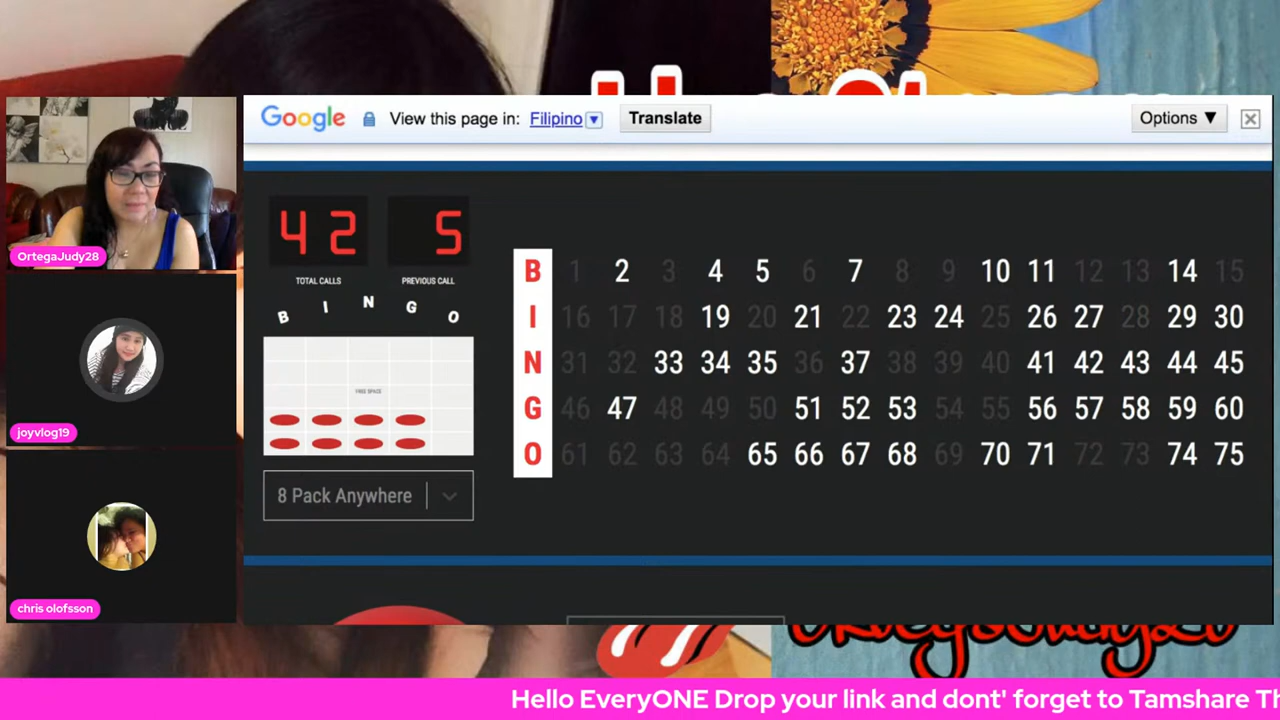 Google View this page in: Filipino ▼ Translate Options ▼
42 5
TOTAL CALLS PREVIOUS CALL
B I N G O
FREE SPACE
8 Pack Anywhere
B 1 2 3 4 5 6 7 8 9 10 11 12 13 14 15
I 16 17 18 19 20 21 22 23 24 25 26 27 28 29 30
N 31 32 33 34 35 36 37 38 39 40 41 42 43 44 45
G 46 47 48 49 50 51 52 53 54 55 56 57 58 59 60
O 61 62 63 64 65 66 67 68 69 70 71 72 73 74 75
OrtegaJudy28
joyvlog19
chris olofsson
Hello EveryONE Drop your link and dont' forget to Tamshare Th